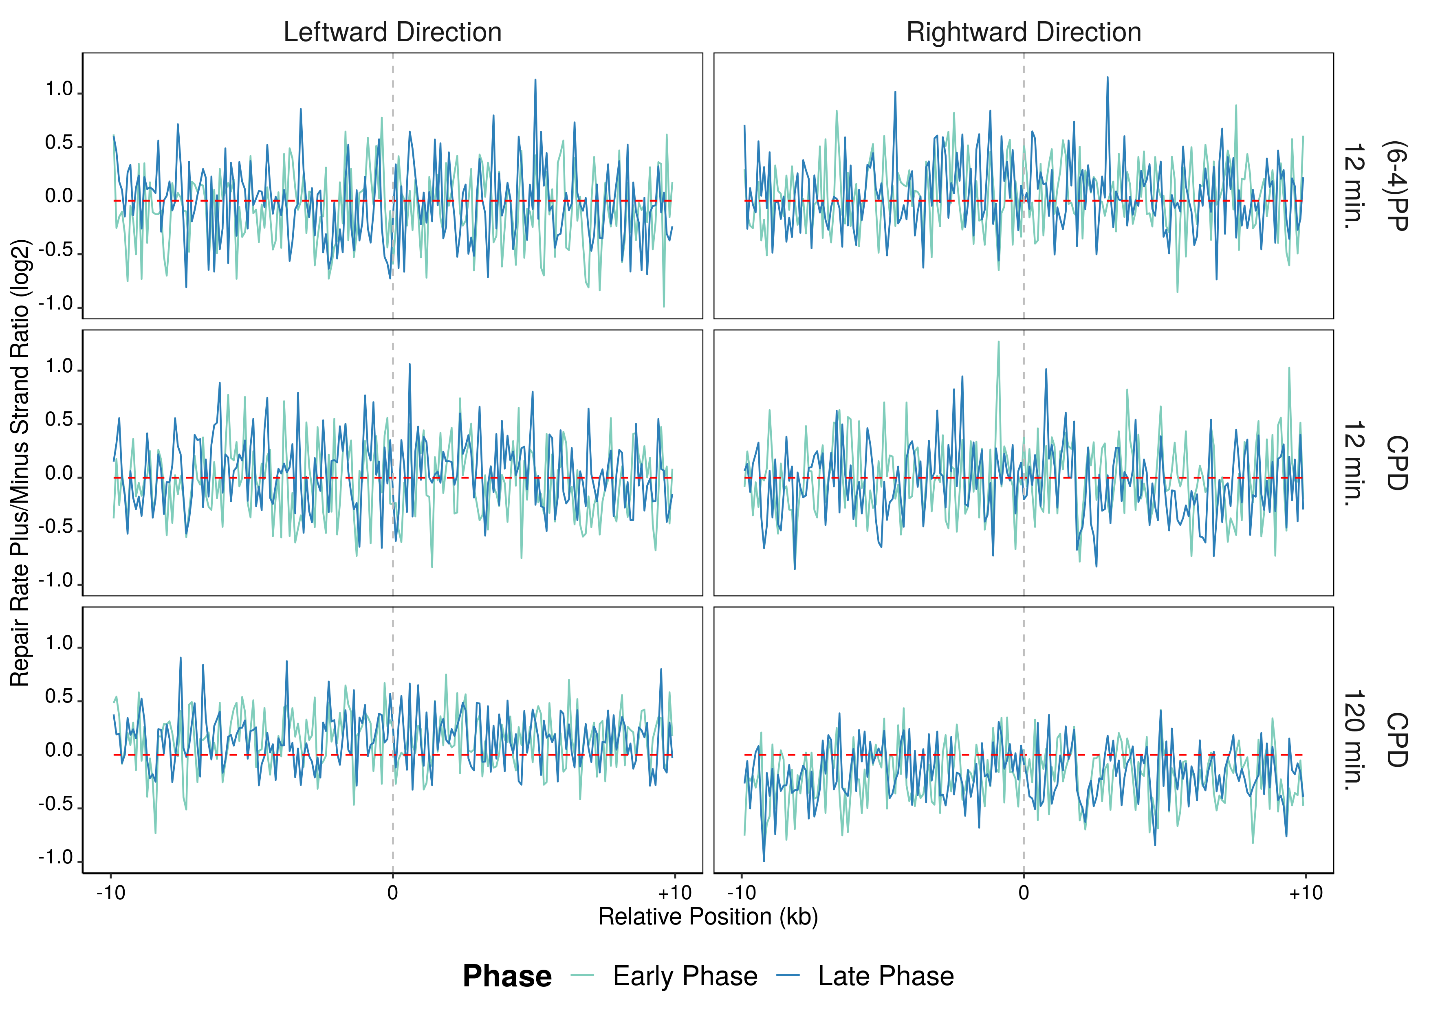 Leftward Direction
Rightward Direction
Repair Rate Plus/Minus Strand Ratio (log2)
1.0
0.5
0.0
-0.5
-1.0
(6-4)PP
12 min.
1.0
0.5
0.0
-0.5
-1.0
CPD
12 min.
1.0
0.5
0.0
-0.5
-1.0
CPD
120 min.
-10
0
+10
-10
0
+10
Relative Position (kb)
Phase Early Phase Late Phase